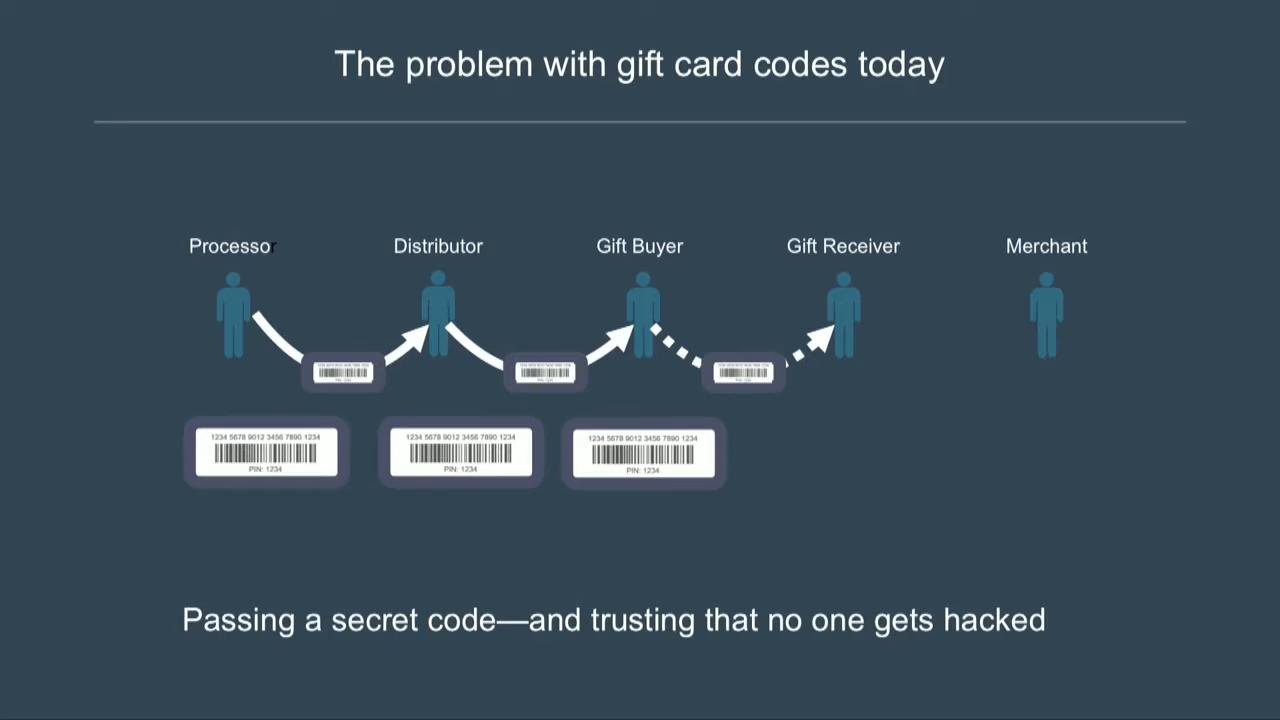 The problem with gift card codes today
Processor
Distributor
Gift Buyer
Gift Receiver
Merchant
1234 5678 9012 3456 7890 1234
PIN: 1234
1234 5678 9012 3456 7890 1234
PIN: 1234
1234 5678 9012 3456 7890 1234
PIN: 1234
Passing a secret code—and trusting that no one gets hacked